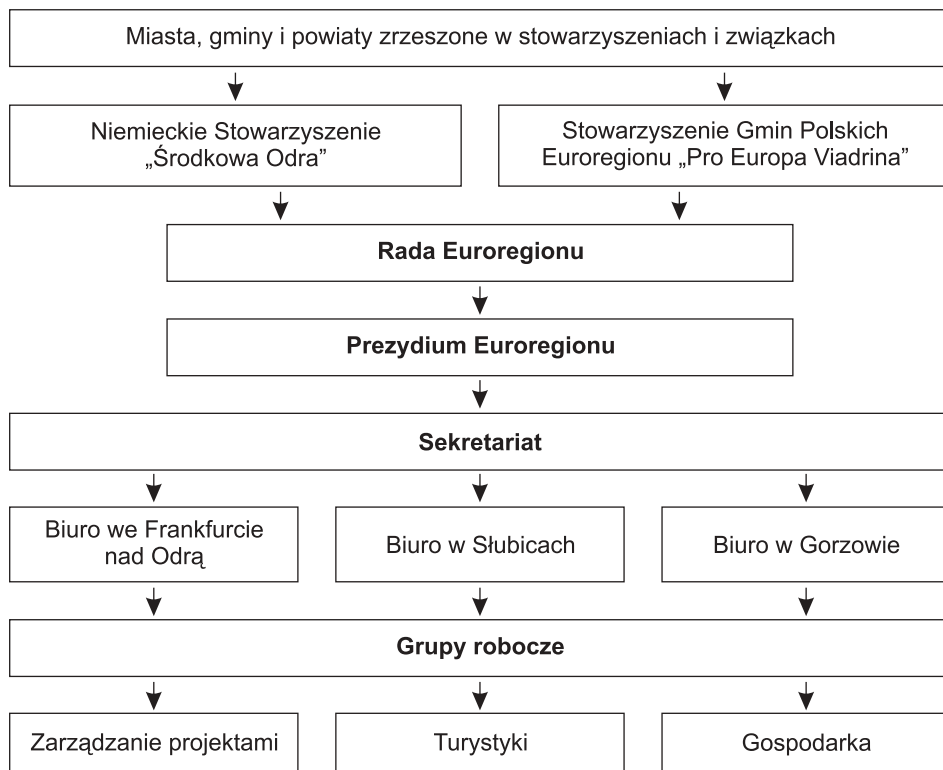 Miasta, gminy i powiaty zrzeszone w stowarzyszeniach i związkach
Niemieckie Stowarzyszenie
„Środkowa Odra”
Stowarzyszenie Gmin Polskich
Euroregionu „Pro Europa Viadrina”
Rada Euroregionu
Prezydium Euroregionu
Sekretariat
Biuro we Frankfurcie
nad Odrą
Biuro w Słubicach
Biuro w Gorzowie
Grupy robocze
Zarządzanie projektami
Turystyki
Gospodarka